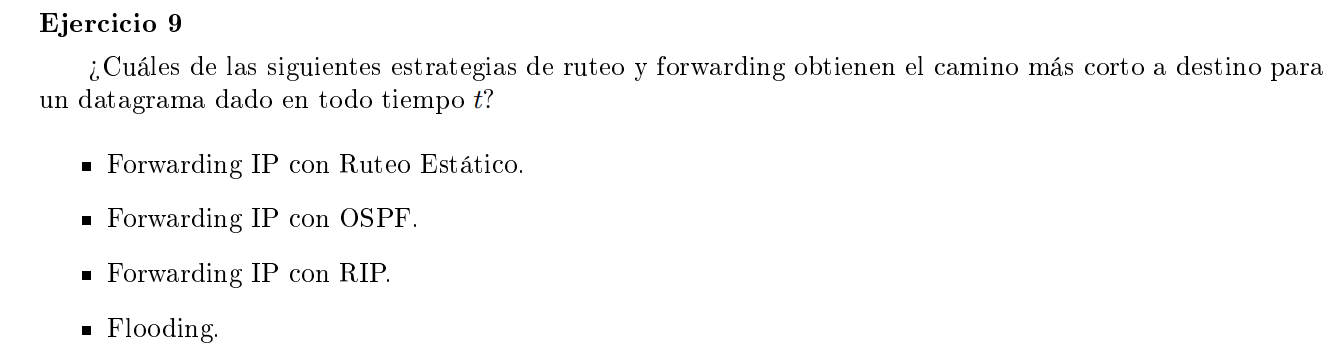 Ejercicio 9
¿Cuáles de las siguientes estrategias de ruteo y forwarding obtienen el camino más corto a destino para
un datagrama dado en todo tiempo t?
▪ Forwarding IP con Ruteo Estático.
▪ Forwarding IP con OSPF.
▪ Forwarding IP con RIP.
▪ Flooding.